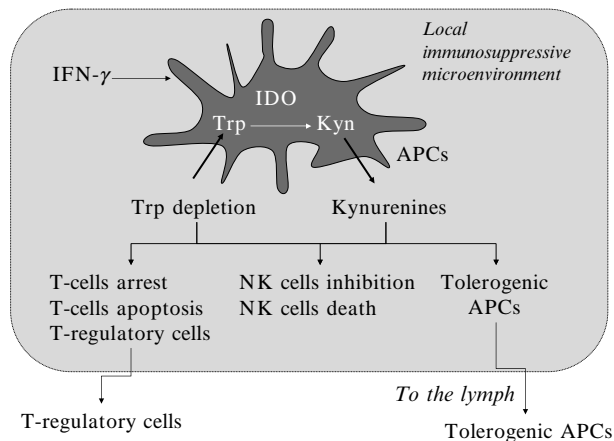 Local
immunosuppressive
microenvironment
IFN-γ
IDO
Trp
Kyn
APCs
Trp depletion
Kynurenines
T-cells arrest
T-cells apoptosis
T-regulatory cells
NK cells inhibition
NK cells death
Tolerogenic
APCs
To the lymph
T-regulatory cells
Tolerogenic APCs